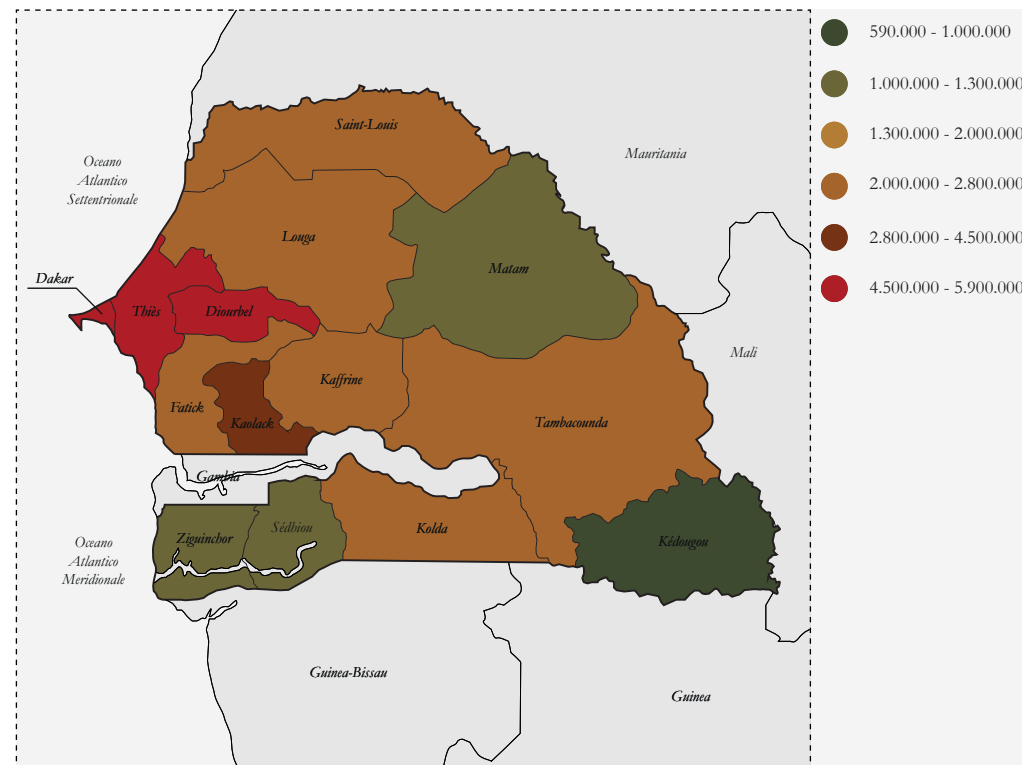 590.000 - 1.000.000
1.000.000 - 1.300.000
Saint-Louis
1.300.000 - 2.000.000
Mauritania
Oceano
Atlantico
Settentrionale
2.000.000 - 2.800.000
Louga
2.800.000 - 4.500.000
Matam
Dakar
4.500.000 - 5.900.000
Thiès
Diourbel
Mali
Kaffrine
Fatick
Kaolack
Tambacounda
Gambia
Sédhiou
Kolda
Ziguinchor
Kédougou
Oceano
Atlantico
Meridionale
Guinea-Bissau
Guinea